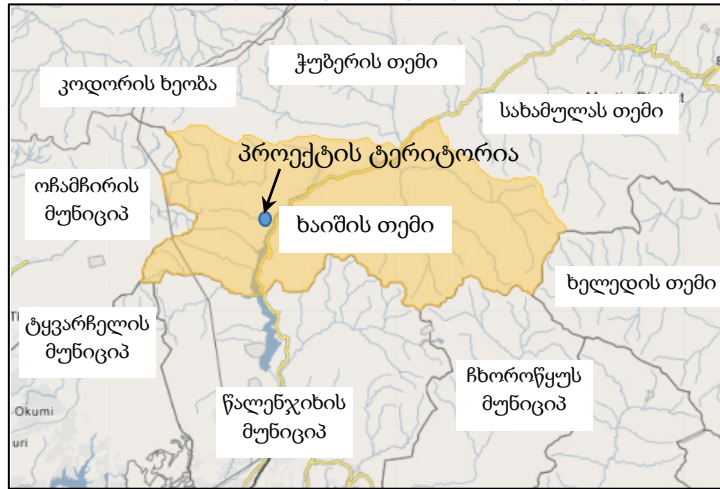 ჭუბერის თემი
კოდორის ხეობა
სახამულას თემი
პროექტის ტერიტორია
ოჩამჩირის
მუნიციპ
ხაიშის თემი
ხელედის თემი
ტყვარჩელის
მუნიციპ
ჩხოროწყუს
მუნიციპ
წალენჯიხის
მუნიციპ
Okumi
uri